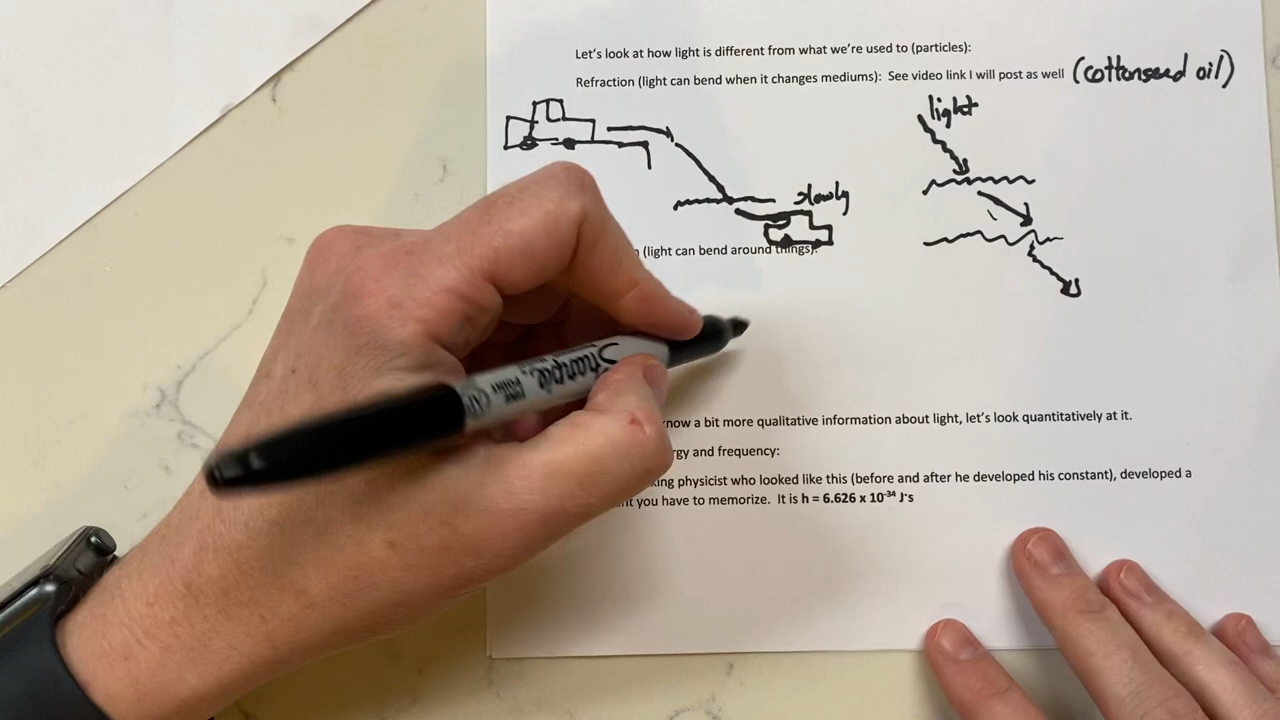 Let's look at how light is different from what we're used to (particles):
Refraction (light can bend when it changes mediums): See video link I will post as well (cottonseed oil)
light
slowly
(light can bend around things):
now a bit more qualitative information about light, let's look quantitatively at it.
and frequency:
physicist who looked like this (before and after he developed his constant), developed a
you have to memorize. It is h = 6.626 x 10⁻³⁴ J·s
Sharpie